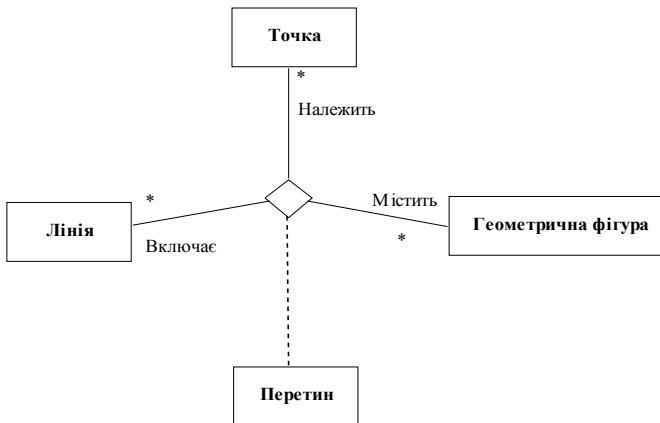 Точка
*
Належить
*
Містить
Лінія
Геометрична фігура
Включає
*
Перетин